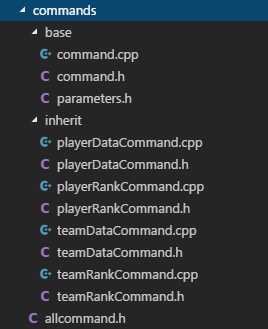 commands
base
command.cpp
command.h
parameters.h
inherit
playerDataCommand.cpp
playerDataCommand.h
playerRankCommand.cpp
playerRankCommand.h
teamDataCommand.cpp
teamDataCommand.h
teamRankCommand.cpp
teamRankCommand.h
allcommand.h